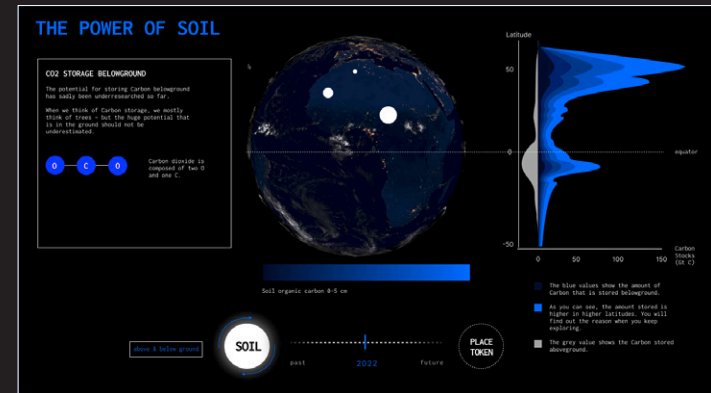 THE POWER OF SOIL
CO2 STORAGE BELOWGROUND
The potential for storing Carbon belowground
has sadly been underresearched so far.
When we think of Carbon storage, we mostly
think of trees - but the huge potential that
is in the ground should not be
underestimated.
O C O
Carbon dioxide is
composed of two O
and one C.
Soil organic carbon 0-5 cm
above & below ground
SOIL
past
2022
future
PLACE
TOKEN
Latitude
50
0
equator
-50
0 50 100 150
Carbon
Stocks
(Gt C)
The blue values show the amount of
Carbon that is stored belowground.
As you can see, the amount stored is
higher in higher latitudes. You will
find out the reason when you keep
exploring.
The grey value shows the Carbon stored
aboveground.